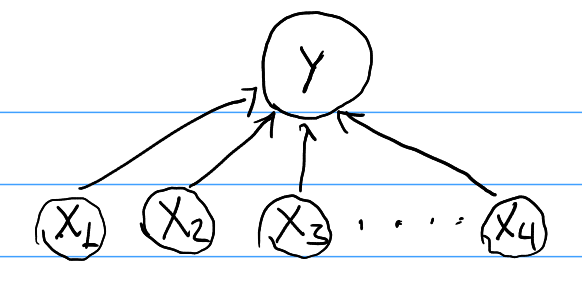 Y
X1 X2 X3 . . . . X4